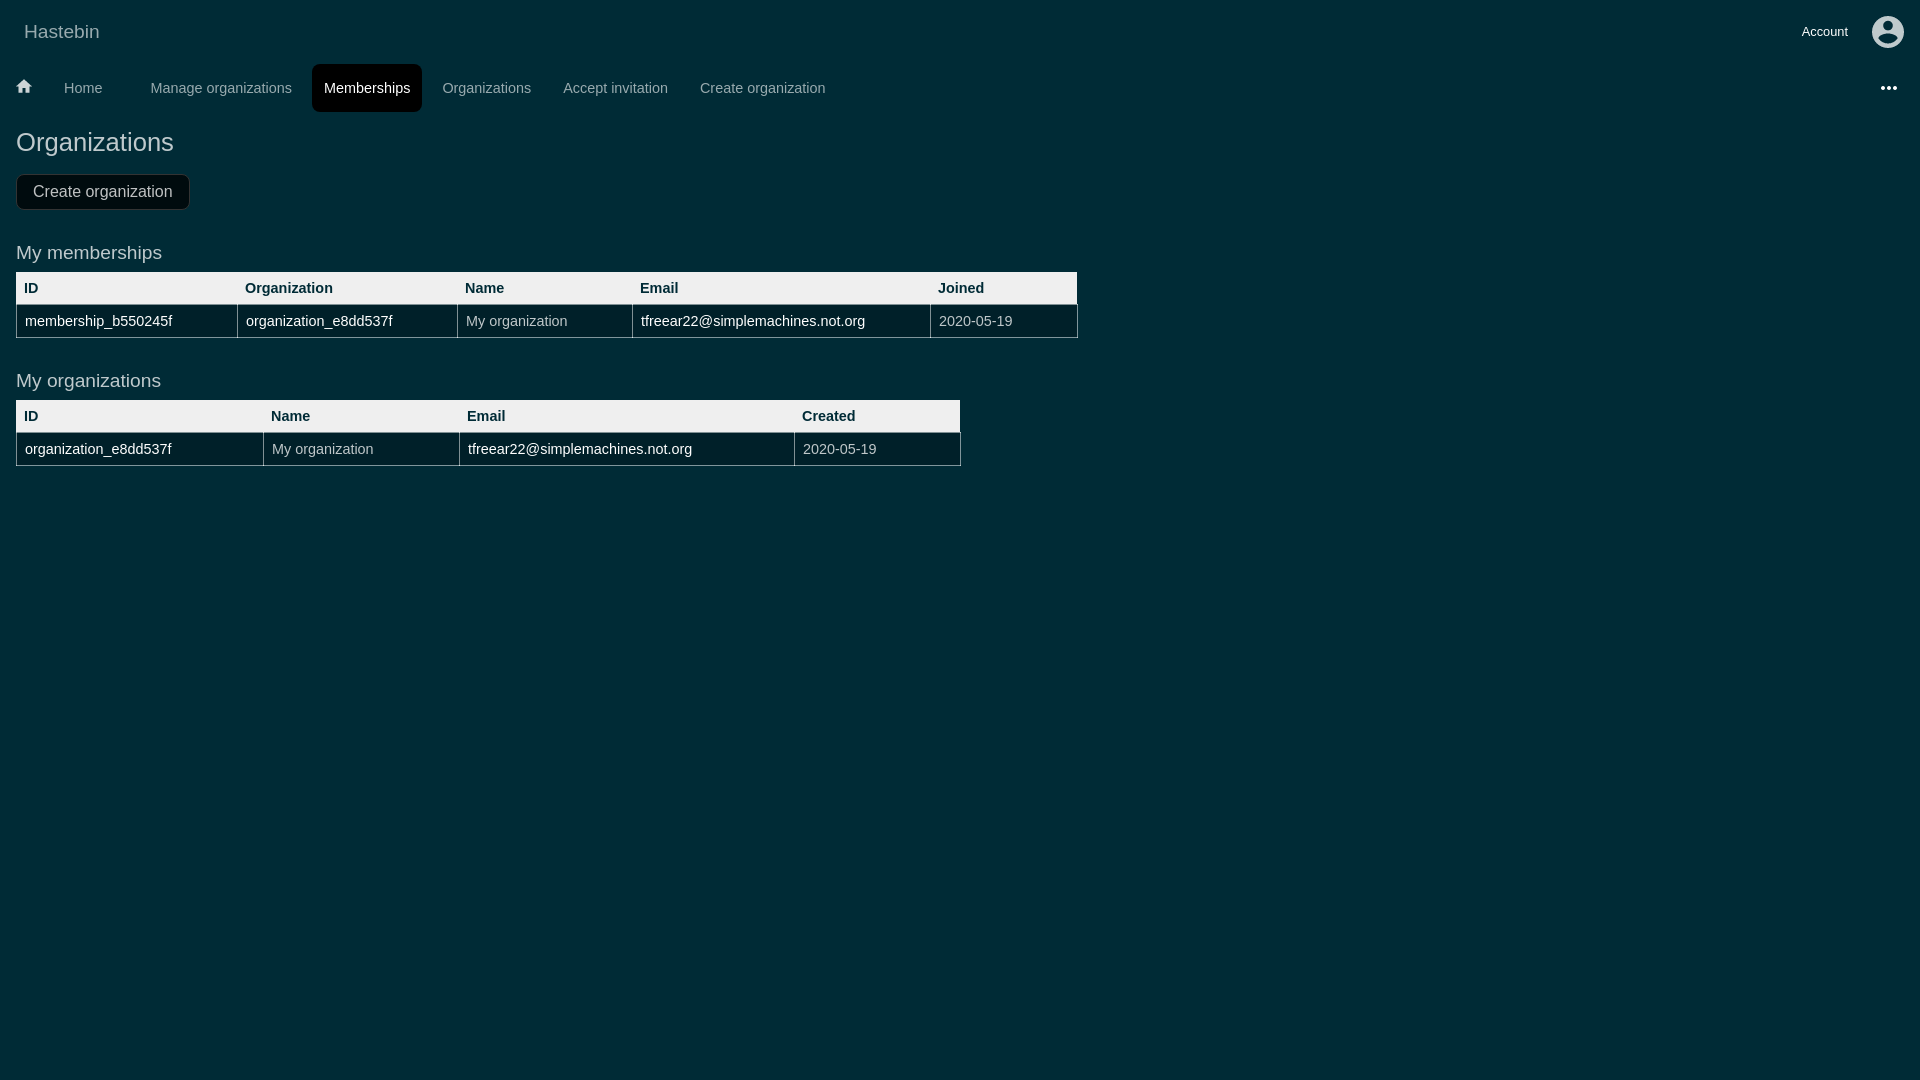 Hastebin
Account
Home Manage organizations Memberships Organizations Accept invitation Create organization
Organizations
Create organization
My memberships
ID Organization Name Email Joined
membership_b550245f organization_e8dd537f My organization tfreear22@simplemachines.not.org 2020-05-19
My organizations
ID Name Email Created
organization_e8dd537f My organization tfreear22@simplemachines.not.org 2020-05-19